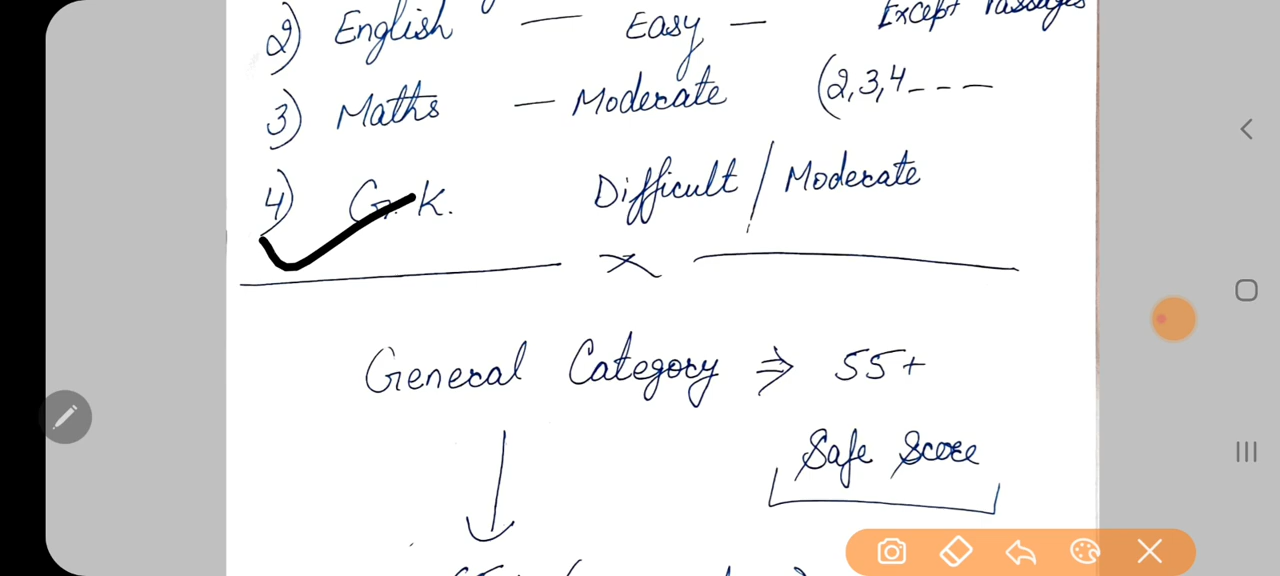 2) English — Easy — Except Passages
3) Maths — Moderate (2,3,4---
4) G.K. Difficult / Moderate
General Category ⇒ 55+
Safe Score